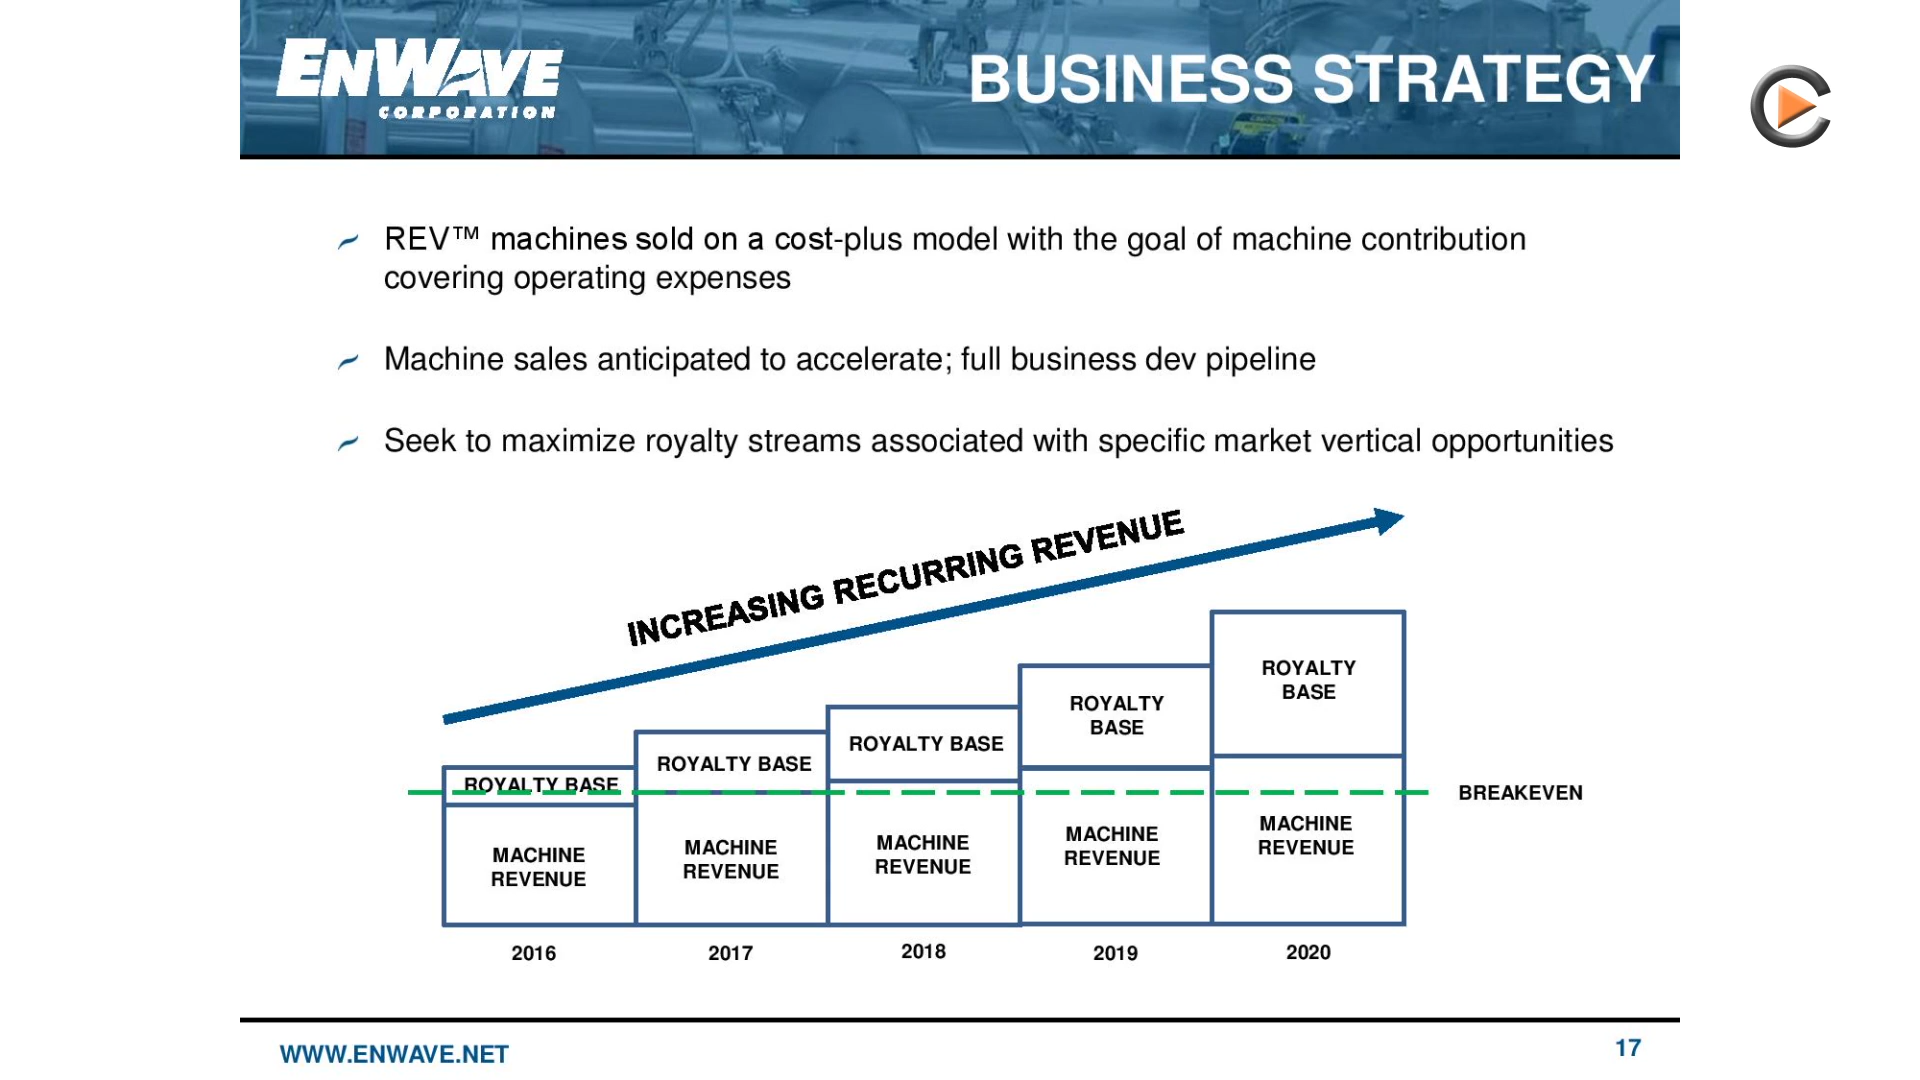 ENWAVE
CORPORATION
BUSINESS STRATEGY
REV™ machines sold on a cost-plus model with the goal of machine contribution
covering operating expenses
Machine sales anticipated to accelerate; full business dev pipeline
Seek to maximize royalty streams associated with specific market vertical opportunities
INCREASING RECURRING REVENUE
ROYALTY BASE
MACHINE
REVENUE
2016
ROYALTY BASE
MACHINE
REVENUE
2017
ROYALTY BASE
MACHINE
REVENUE
2018
ROYALTY
BASE
MACHINE
REVENUE
2019
ROYALTY
BASE
MACHINE
REVENUE
2020
BREAKEVEN
WWW.ENWAVE.NET
17